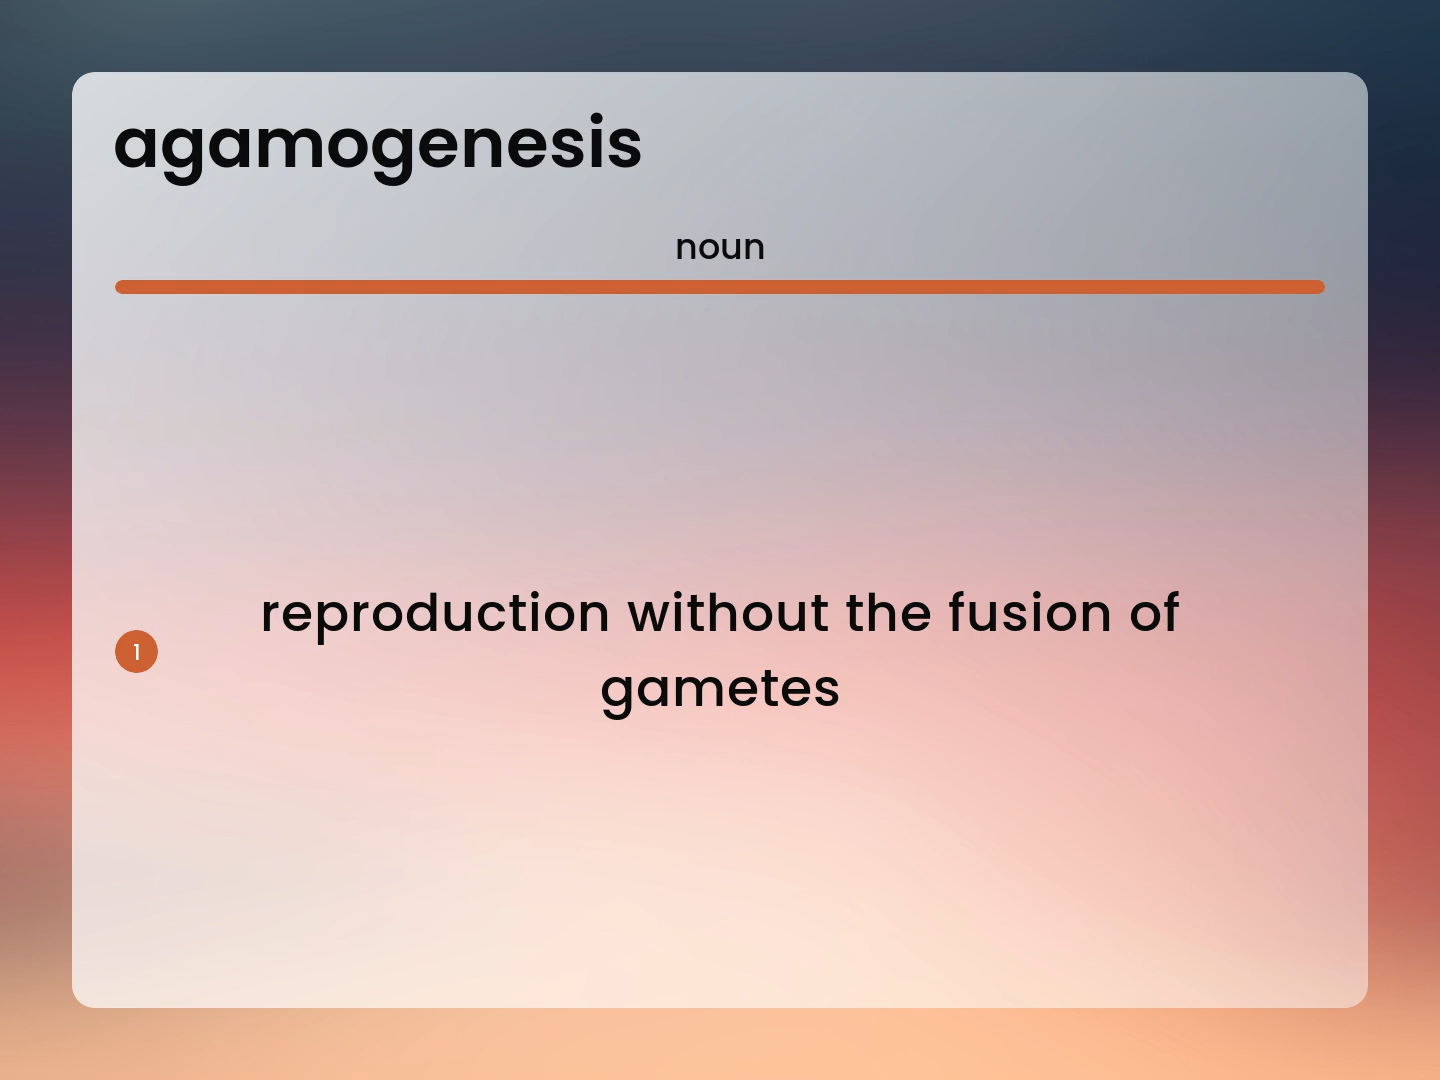 agamogenesis
noun
1
reproduction without the fusion of
gametes